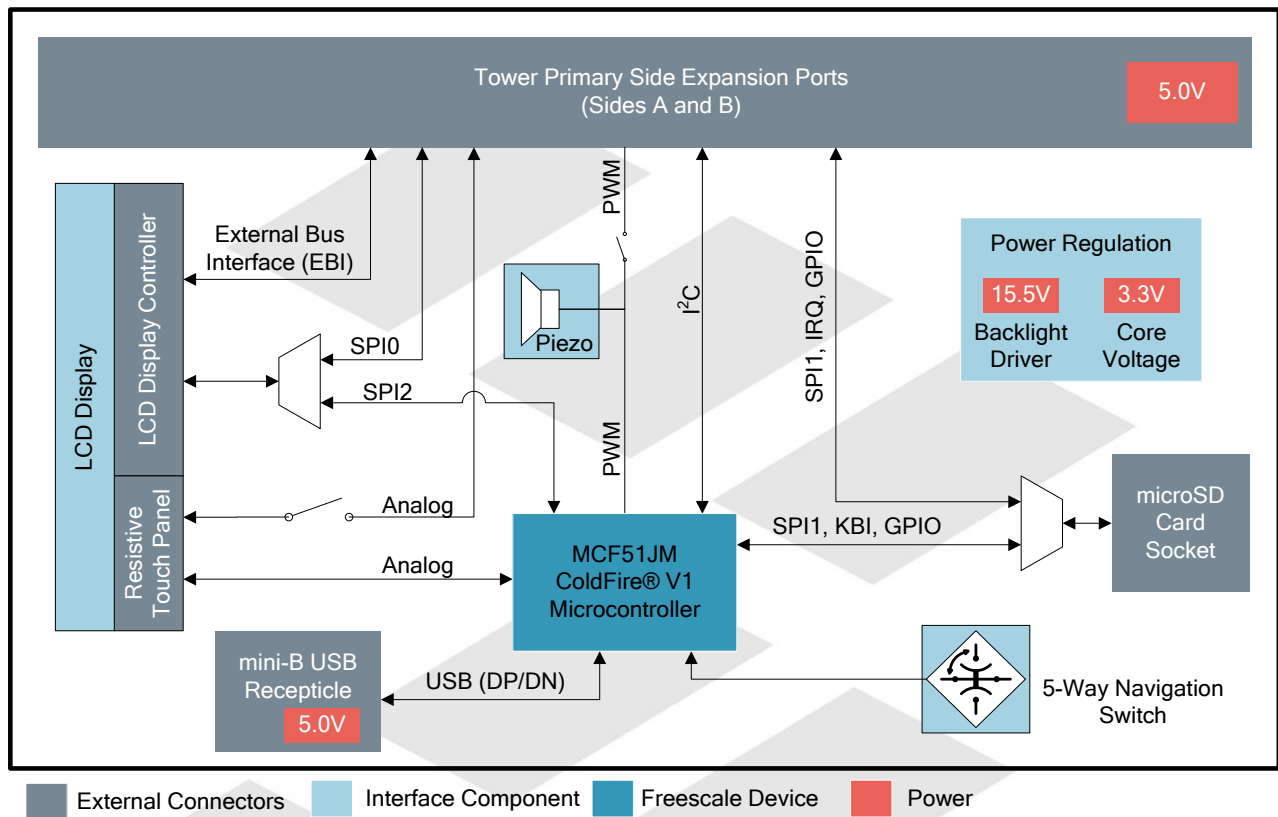 Tower Primary Side Expansion Ports
(Sides A and B)
5.0V
LCD Display
LCD Display Controller
External Bus
Interface (EBI)
PWM
I²C
SPI1, IRQ, GPIO
Power Regulation
15.5V
3.3V
Backlight
Driver
Core
Voltage
Piezo
SPI0
SPI2
PWM
Resistive
Touch Panel
Analog
Analog
MCF51JM
ColdFire® V1
Microcontroller
SPI1, KBI, GPIO
microSD
Card
Socket
mini-B USB
Recepticle
5.0V
USB (DP/DN)
5-Way Navigation
Switch
External Connectors
Interface Component
Freescale Device
Power